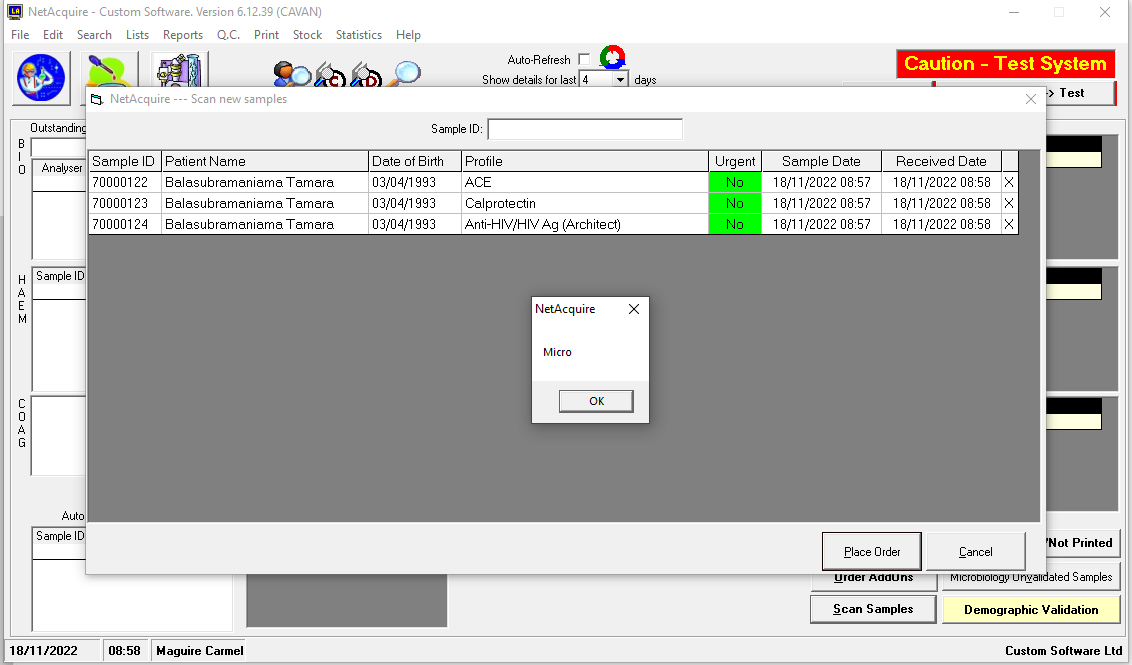 NetAcquire - Custom Software. Version 6.12.39 (CAVAN)
File Edit Search Lists Reports Q.C. Print Stock Statistics Help
Auto-Refresh
Show details for last 4 days
Caution - Test System
-> Test
NetAcquire --- Scan new samples
Outstanding
BIO
Analyser
Sample ID:
Sample ID Patient Name Date of Birth Profile Urgent Sample Date Received Date
70000122 Balasubramaniama Tamara 03/04/1993 ACE No 18/11/2022 08:57 18/11/2022 08:58 X
70000123 Balasubramaniama Tamara 03/04/1993 Calprotectin No 18/11/2022 08:57 18/11/2022 08:58 X
70000124 Balasubramaniama Tamara 03/04/1993 Anti-HIV/HIV Ag (Architect) No 18/11/2022 08:57 18/11/2022 08:58 X
HAEM
Sample ID
NetAcquire
Micro
OK
COAG
Auto
Sample ID
Place Order Cancel
/Not Printed
Order AddOns Microbiology Unvalidated Samples
Scan Samples Demographic Validation
18/11/2022 08:58 Maguire Carmel Custom Software Ltd